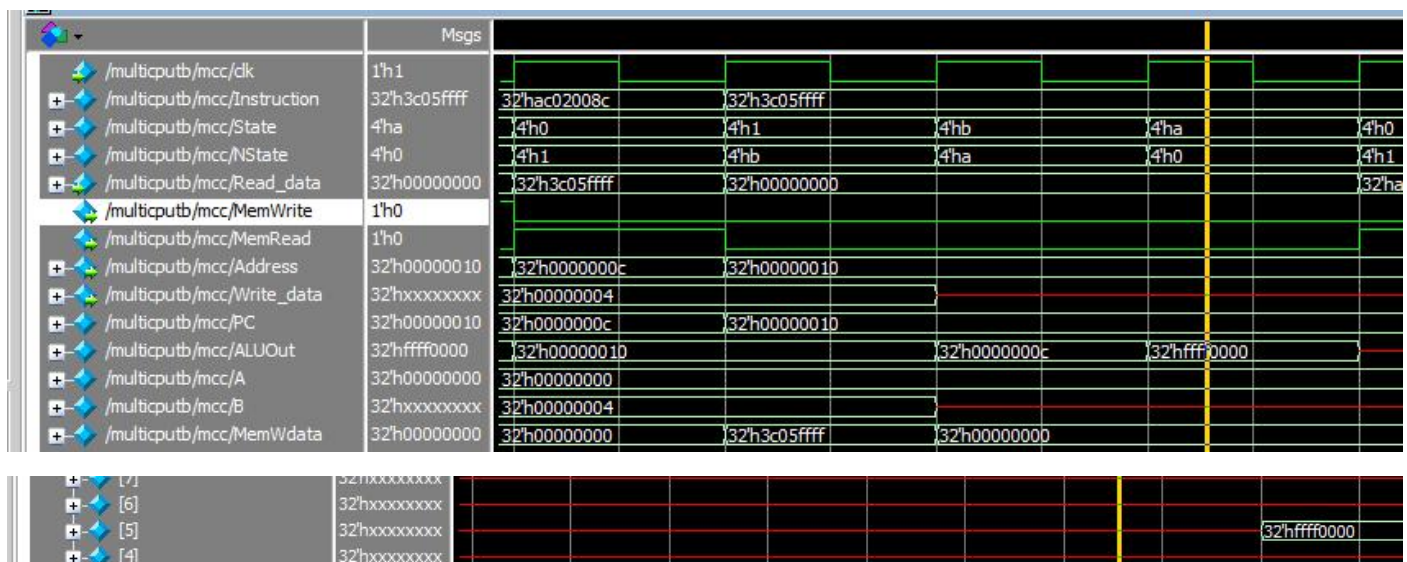 Msgs
/multicputb/mcc/clk 1'h1
/multicputb/mcc/Instruction 32'h3c05ffff 32'hac02008c 32'h3c05ffff
/multicputb/mcc/State 4'ha 4'h0 4'h1 4'hb 4'ha 4'h0
/multicputb/mcc/NState 4'h0 4'h1 4'hb 4'ha 4'h0 4'h1
/multicputb/mcc/Read_data 32'h00000000 32'h3c05ffff 32'h00000000 32'ha
/multicputb/mcc/MemWrite 1'h0
/multicputb/mcc/MemRead 1'h0
/multicputb/mcc/Address 32'h00000010 32'h0000000c 32'h00000010
/multicputb/mcc/Write_data 32'hxxxxxxxx 32'h00000004
/multicputb/mcc/PC 32'h00000010 32'h0000000c 32'h00000010
/multicputb/mcc/ALUOut 32'hffff0000 32'h00000010 32'h0000000c 32'hffff0000
/multicputb/mcc/A 32'h00000000 32'h00000000
/multicputb/mcc/B 32'hxxxxxxxx 32'h00000004
/multicputb/mcc/MemWdata 32'h00000000 32'h00000000 32'h3c05ffff 32'h00000000
[7] 32'hxxxxxxxx
[6] 32'hxxxxxxxx
[5] 32'hxxxxxxxx 32'hffff0000
[4] 32'hxxxxxxxx